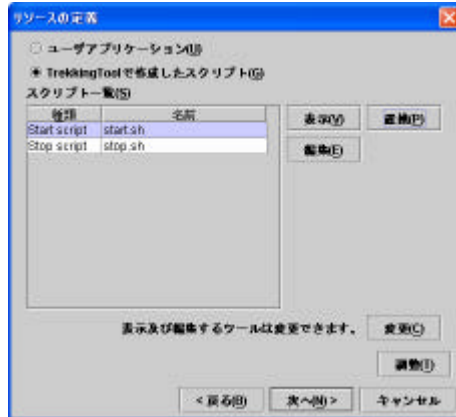 リソースの定義
ユーザアプリケーション(U)
TrekkingToolで作成したスクリプト(G)
スクリプト一覧(S)
種類 名前
Start script start.sh
Stop script stop.sh
表示(V) 置換(P)
編集(E)
表示及び編集するツールは変更できます。 変更(C)
調整(T)
< 戻る(B) 次へ(N) > キャンセル